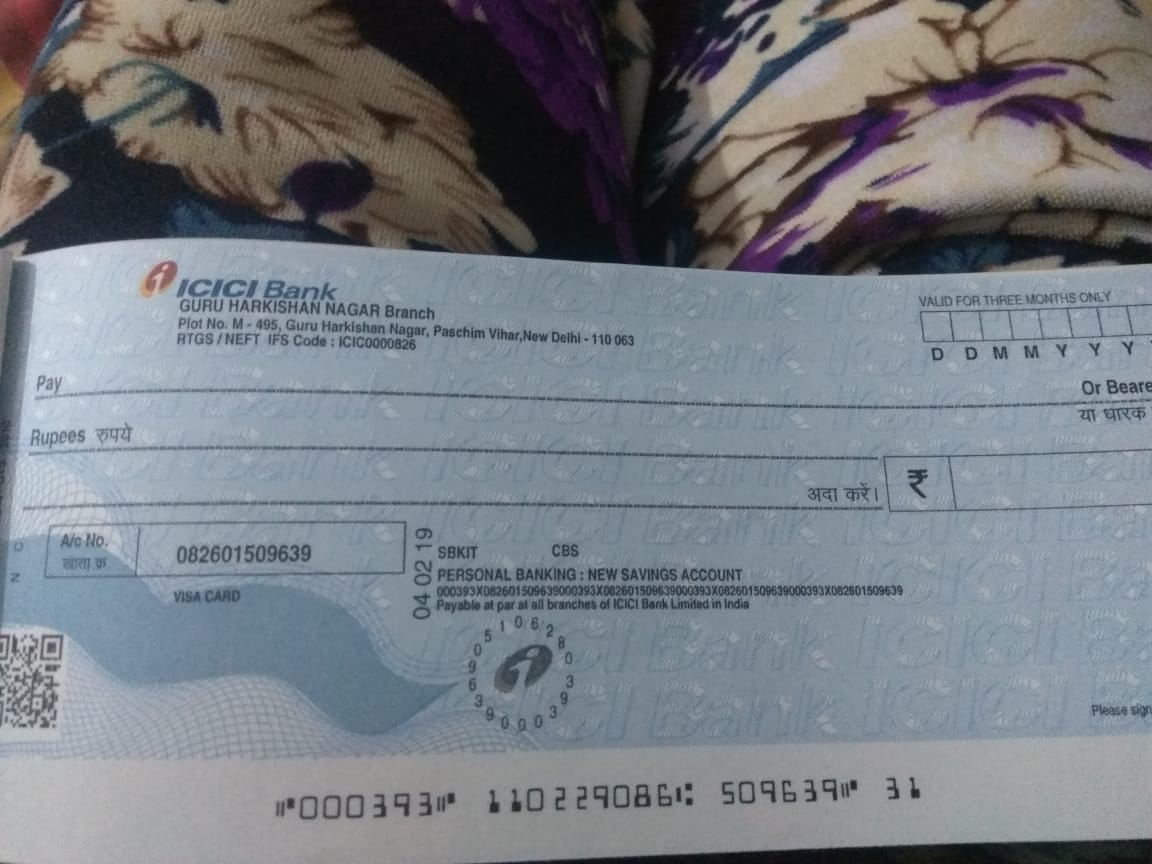 ICICI Bank
GURU HARKISHAN NAGAR Branch
Plot No. M - 495, Guru Harkishan Nagar, Paschim Vihar,New Delhi - 110 063
RTGS / NEFT IFS Code : ICIC0000826
VALID FOR THREE MONTHS ONLY
D D M M Y Y Y
Pay
Or Beare
या धारक
Rupees रुपये
अदा करें।
₹
A/c No.
खाता क्र.
082601509639
VISA CARD
04 02 19
SBKIT CBS
PERSONAL BANKING : NEW SAVINGS ACCOUNT
000393X082601509639000393X082601509639000393X082601509639000393X082601509639
Payable at par at all branches of ICICI Bank Limited in India
Please sign
⑈000393⑈ 110229086⑆ 509639⑈ 31